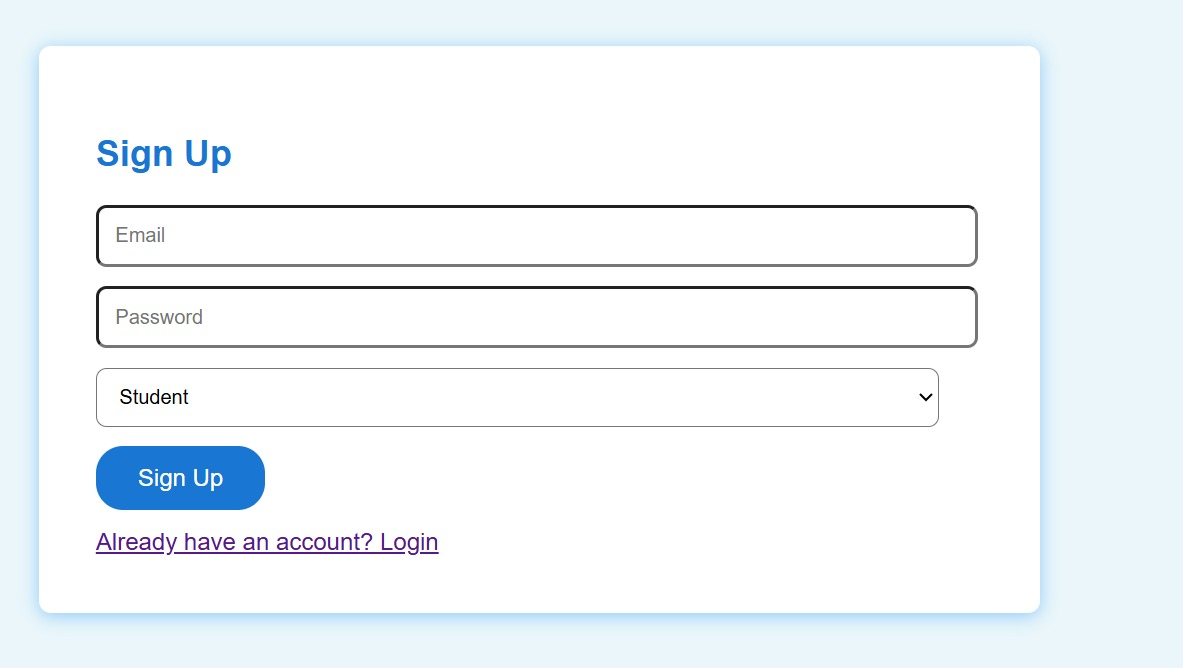 Sign Up
Email
Password
Student
Sign Up
Already have an account? Login